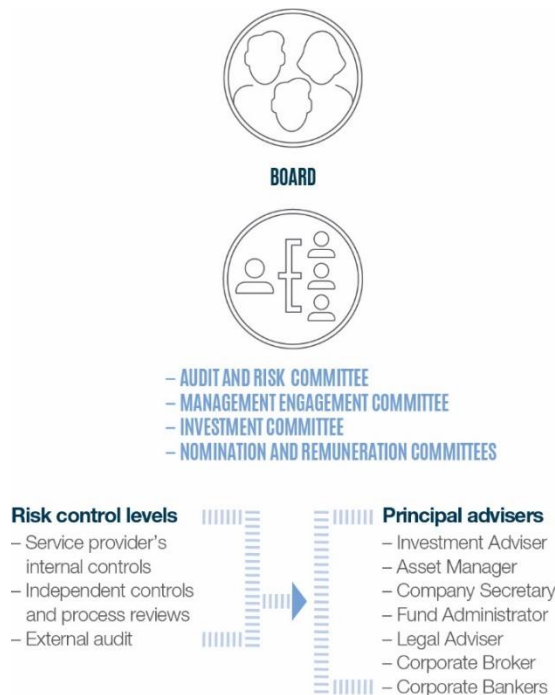 BOARD
– AUDIT AND RISK COMMITTEE
– MANAGEMENT ENGAGEMENT COMMITTEE
– INVESTMENT COMMITTEE
– NOMINATION AND REMUNERATION COMMITTEES
Risk control levels
– Service provider's
internal controls
– Independent controls
and process reviews
– External audit
Principal advisers
– Investment Adviser
– Asset Manager
– Company Secretary
– Fund Administrator
– Legal Adviser
– Corporate Broker
– Corporate Bankers